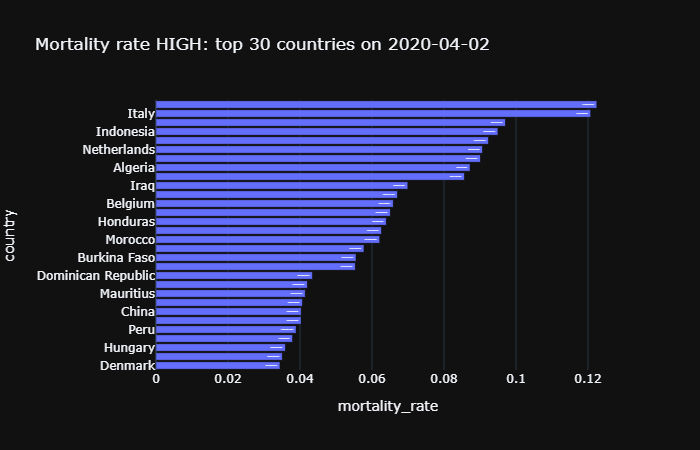 Mortality rate HIGH: top 30 countries on 2020-04-02
country
Italy
Indonesia
Netherlands
Algeria
Iraq
Belgium
Honduras
Morocco
Burkina Faso
Dominican Republic
Mauritius
China
Peru
Hungary
Denmark
0 0.02 0.04 0.06 0.08 0.1 0.12
mortality_rate